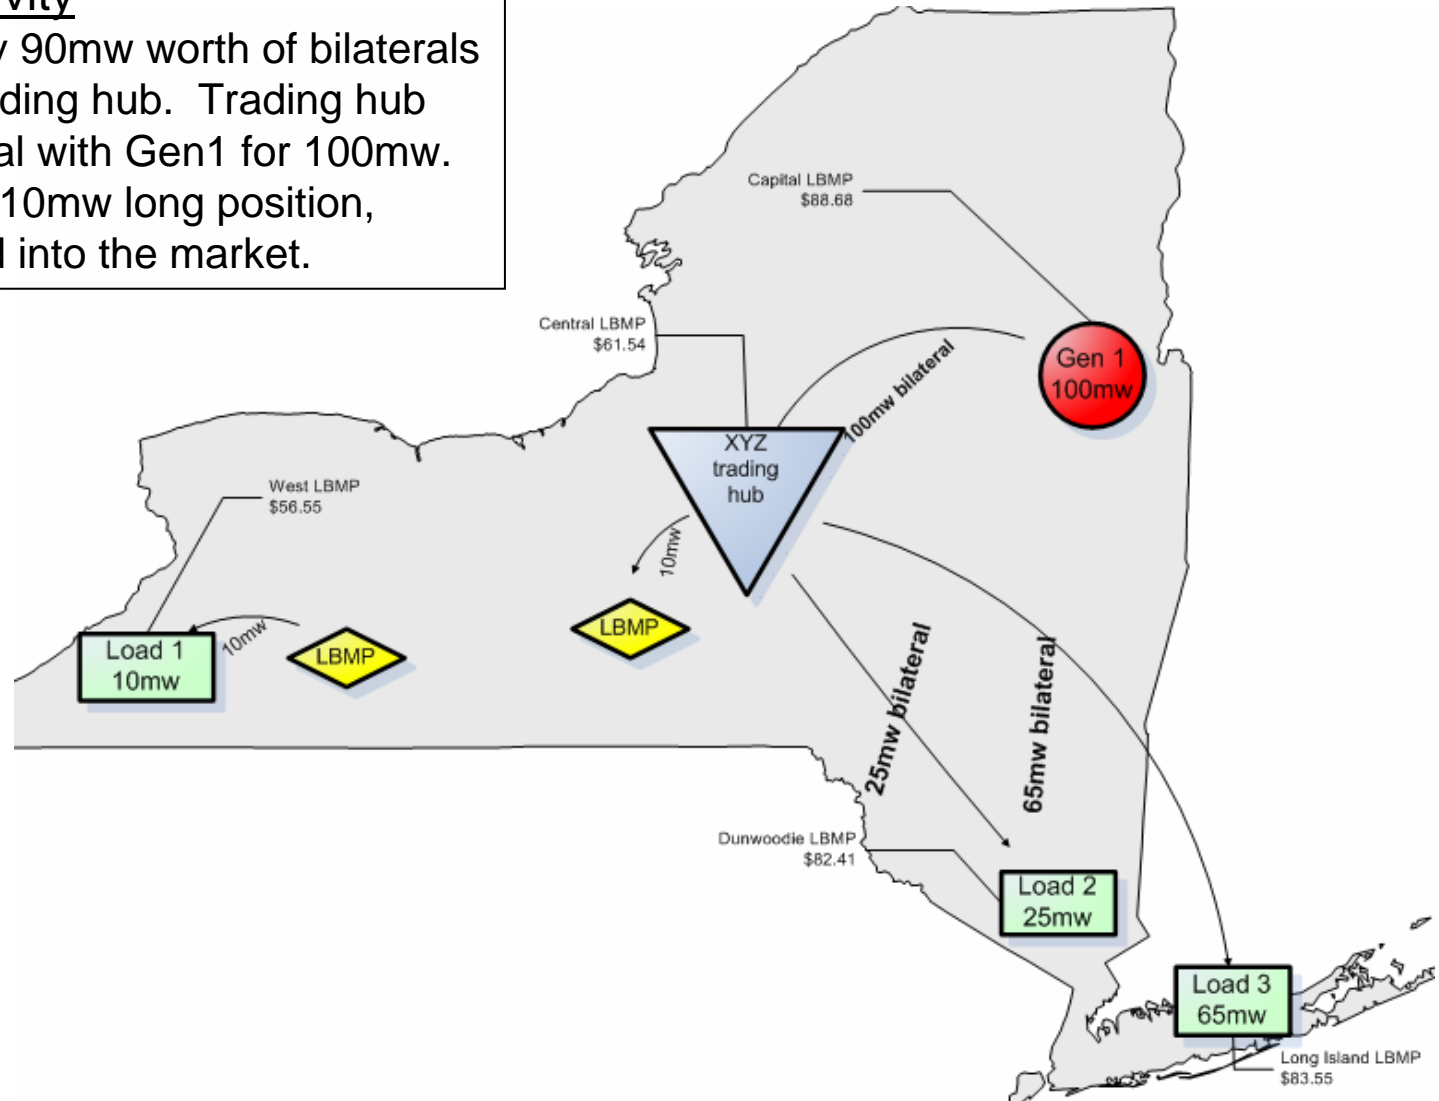 vity
y 90mw worth of bilaterals
ding hub. Trading hub
al with Gen1 for 100mw.
10mw long position,
l into the market.
Capital LBMP
$88.68
Central LBMP
$61.54
Gen 1
100mw
100mw bilateral
XYZ
trading
hub
West LBMP
$56.55
10mw
LBMP
10mw
LBMP
Load 1
10mw
25mw bilateral
65mw bilateral
Dunwoodie LBMP
$82.41
Load 2
25mw
Load 3
65mw
Long Island LBMP
$83.55